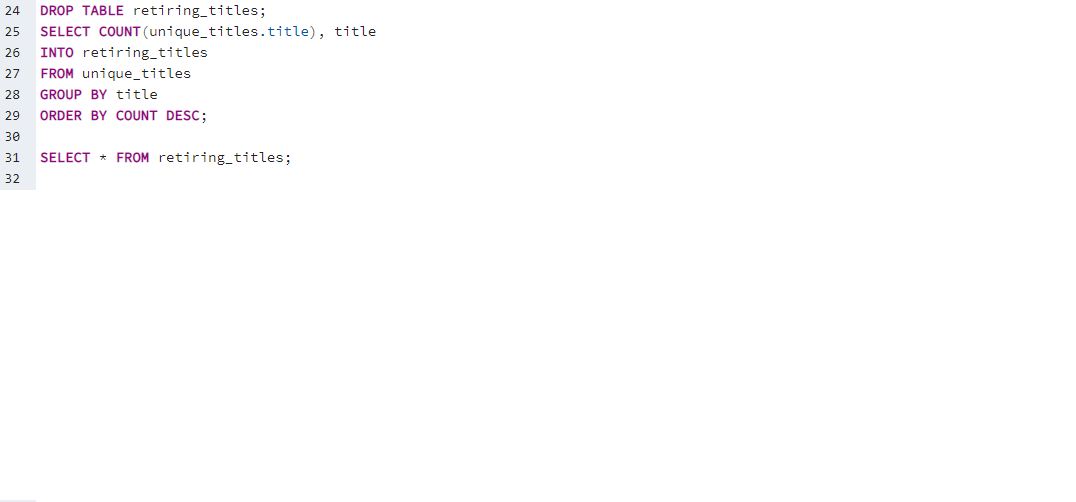 24 DROP TABLE retiring_titles;
25 SELECT COUNT(unique_titles.title), title
26 INTO retiring_titles
27 FROM unique_titles
28 GROUP BY title
29 ORDER BY COUNT DESC;
30
31 SELECT * FROM retiring_titles;
32